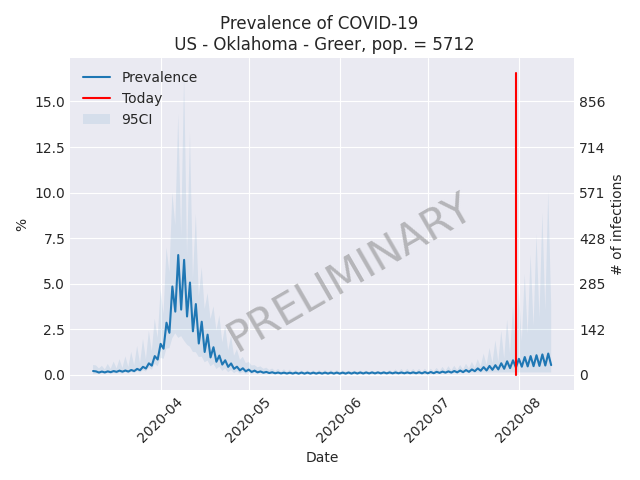 Prevalence of COVID-19
US - Oklahoma - Greer, pop. = 5712
Prevalence
Today
95CI
15.0
12.5
10.0
7.5
5.0
2.5
0.0
%
856
714
571
428
285
142
0
# of infections
PRELIMINARY
2020-04
2020-05
2020-06
2020-07
2020-08
Date